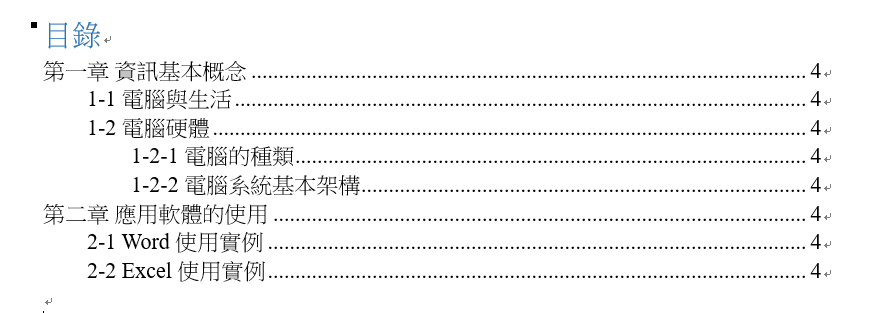 目錄
第一章 資訊基本概念 ........................................................................................................ 4
1-1 電腦與生活 ........................................................................................................... 4
1-2 電腦硬體 ............................................................................................................... 4
1-2-1 電腦的種類 ................................................................................................ 4
1-2-2 電腦系統基本架構 .................................................................................... 4
第二章 應用軟體的使用 .................................................................................................... 4
2-1 Word 使用實例 ..................................................................................................... 4
2-2 Excel 使用實例 ..................................................................................................... 4